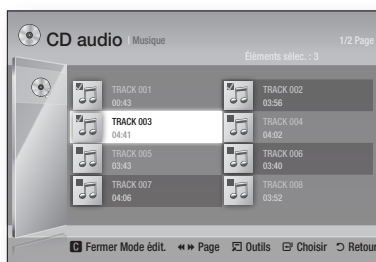 CD audio | Musique
1/2 Page
Éléments sélec. : 3
TRACK 001
00:43
TRACK 002
03:56
TRACK 003
04:41
TRACK 004
04:02
TRACK 005
03:43
TRACK 006
03:40
TRACK 007
04:06
TRACK 008
03:52
C Fermer Mode édit. Page Outils Choisir Retour